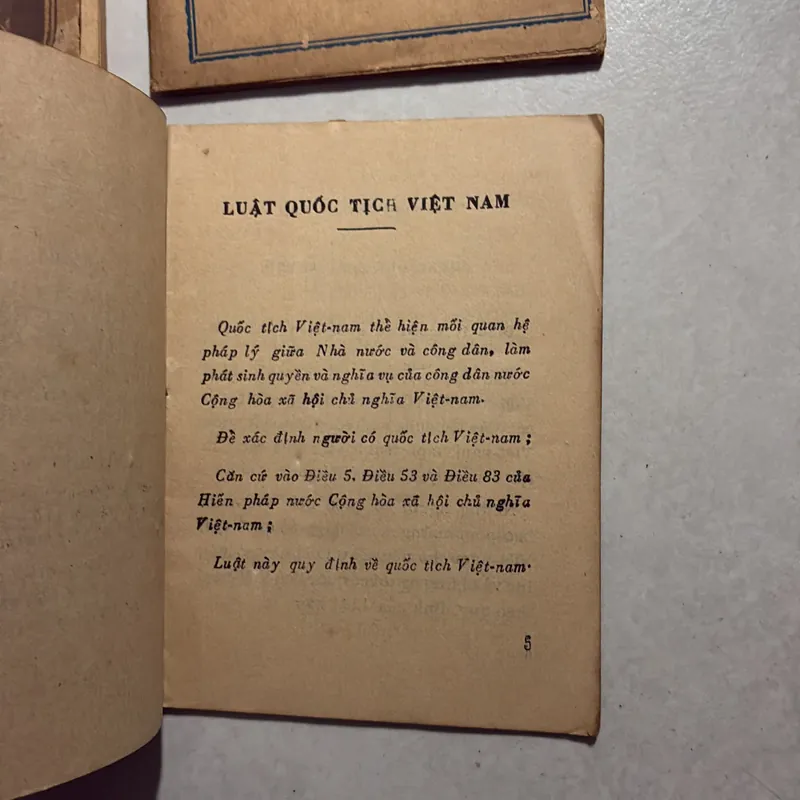 LUẬT QUỐC TỊCH VIỆT NAM
Quốc tịch Việt-nam thể hiện mối quan hệ
pháp lý giữa Nhà nước và công dân, làm
phát sinh quyền và nghĩa vụ của công dân nước
Cộng hòa xã hội chủ nghĩa Việt-nam.
Để xác định người có quốc tịch Việt-nam ;
Căn cứ vào Điều 5. Điều 53 và Điều 83 của
Hiến pháp nước Cộng hòa xã hội chủ nghĩa
Việt-nam ;
Luật này quy định về quốc tịch Việt-nam.
5